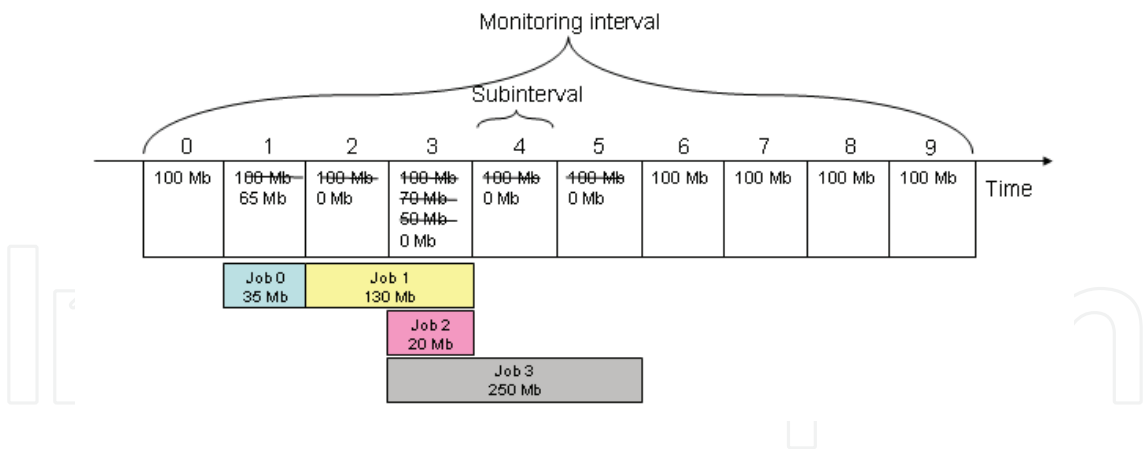 Monitoring interval
Subinterval
0 1 2 3 4 5 6 7 8 9
100 Mb 100 Mb 100 Mb 100 Mb 100 Mb 100 Mb 100 Mb 100 Mb 100 Mb 100 Mb
65 Mb 0 Mb 70 Mb 0 Mb 0 Mb
50 Mb
0 Mb
Time
Job 0 Job 1
35 Mb 130 Mb
Job 2
20 Mb
Job 3
250 Mb